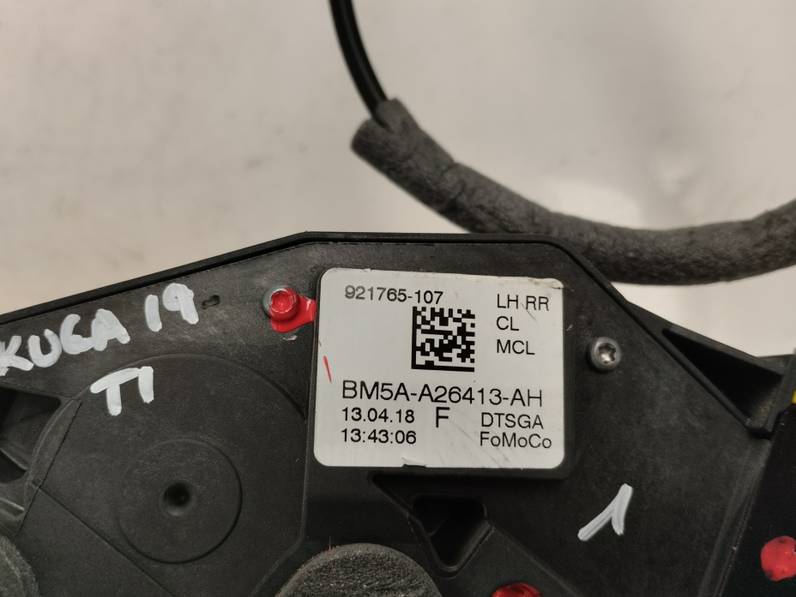 KUGA 19
TI
921765-107 LH RR
CL
MCL
BM5A-A26413-AH
13.04.18 F DTSGA
13:43:06 FoMoCo
1